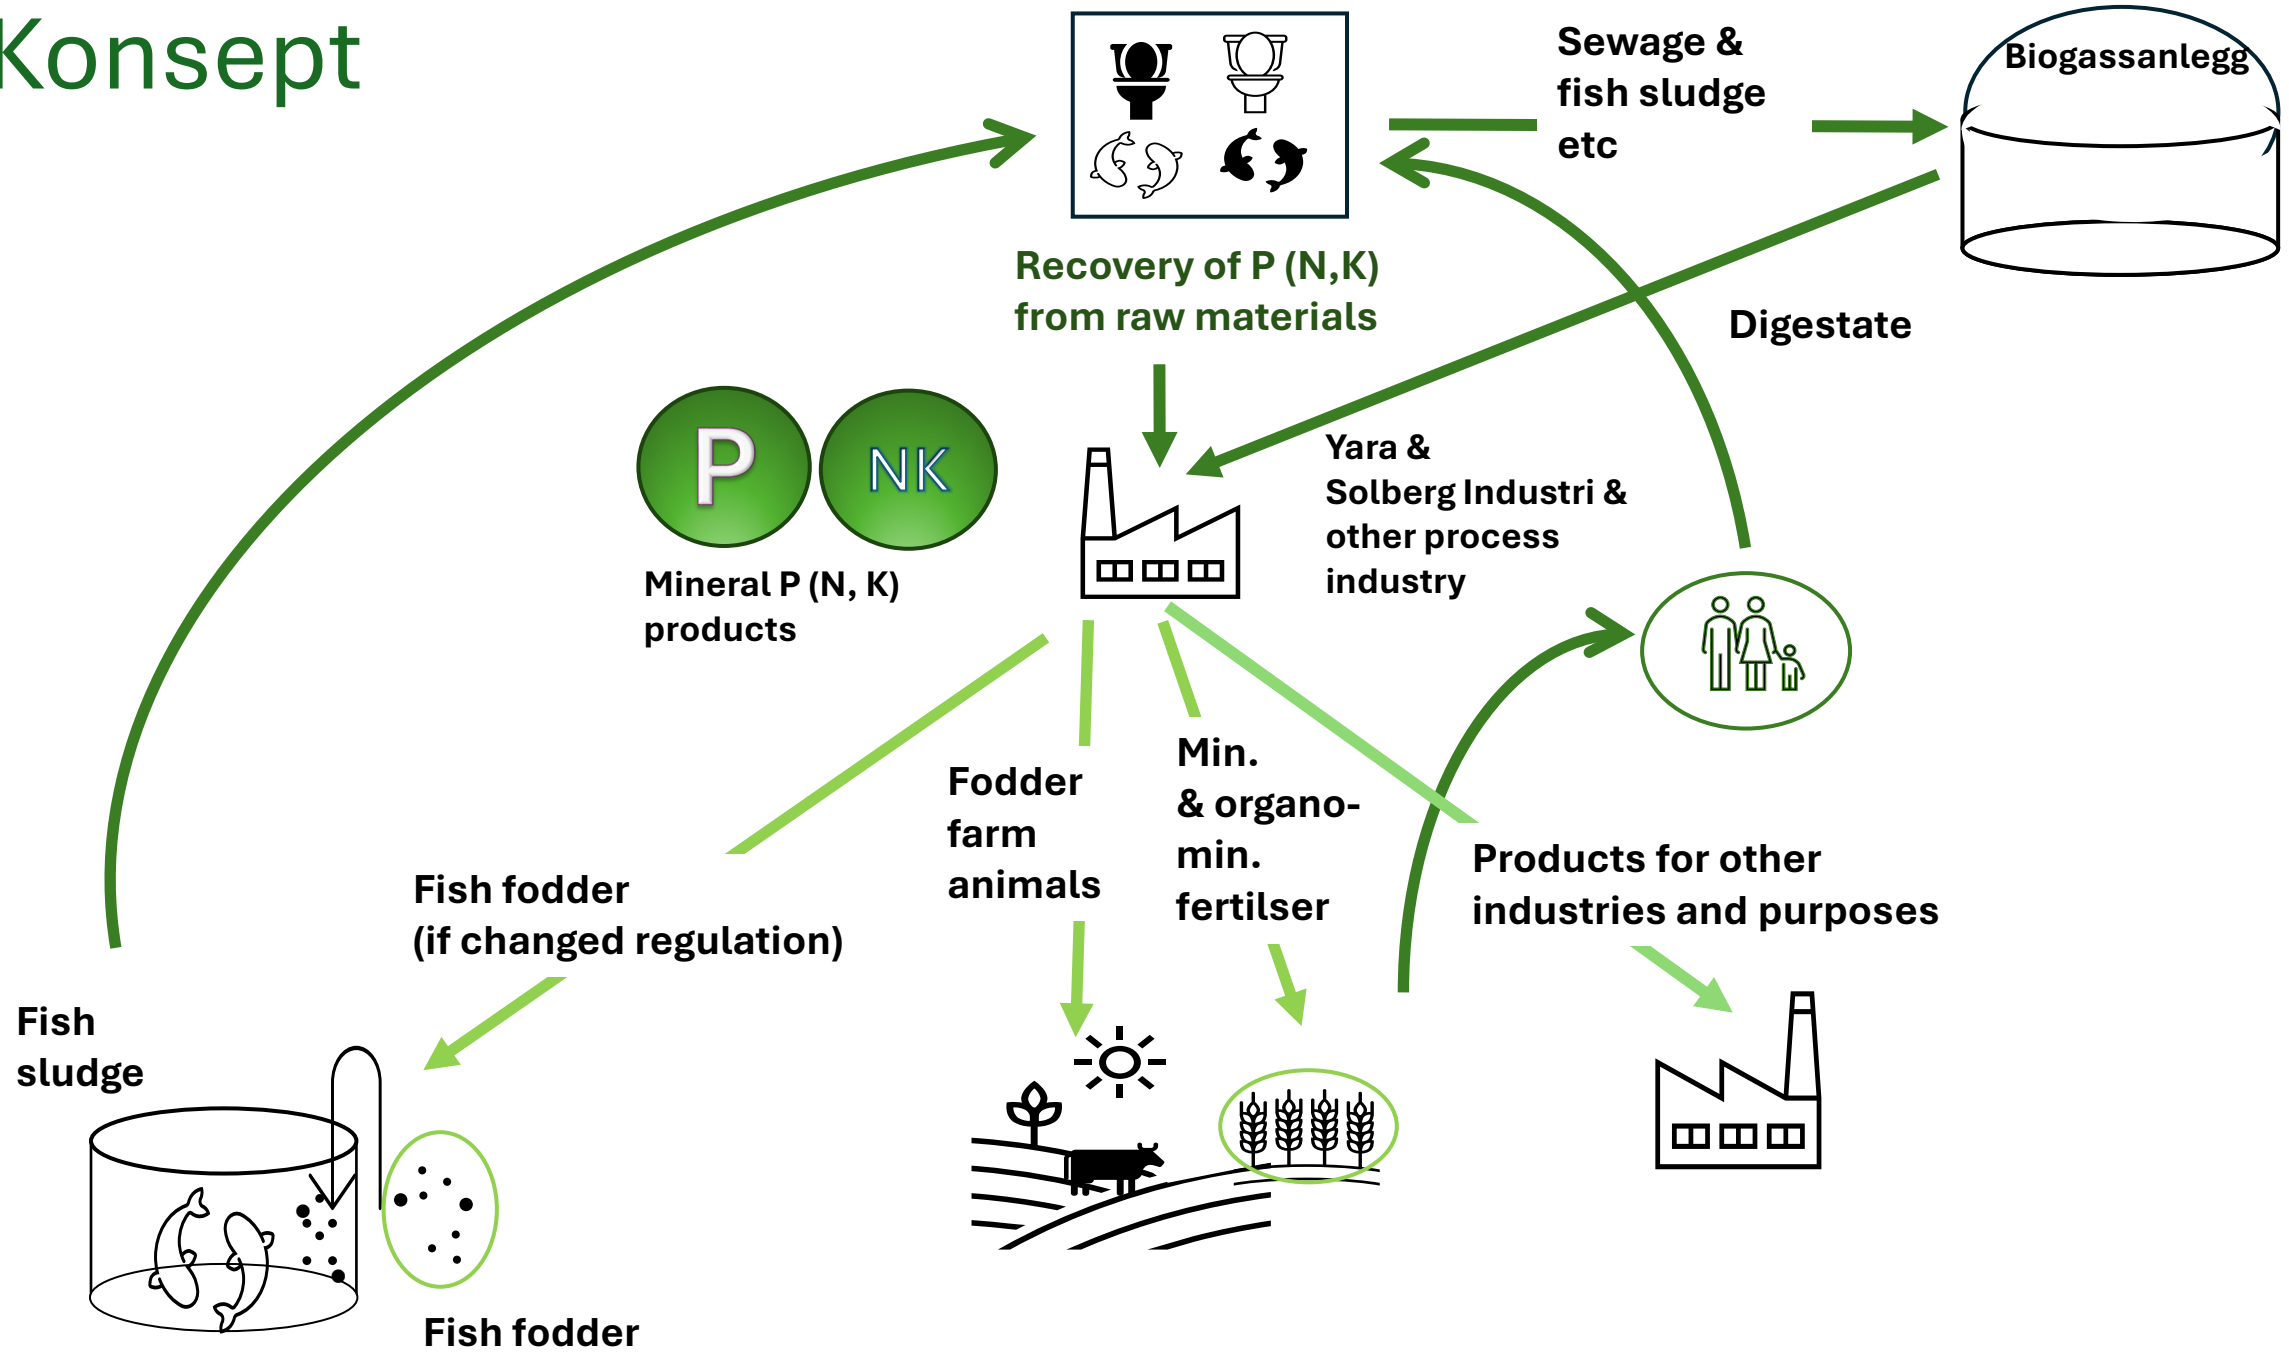 Konsept
Sewage &
fish sludge
etc
Biogassanlegg
Recovery of P (N,K)
from raw materials
Digestate
P
NK
Mineral P (N, K)
products
Yara &
Solberg Industri &
other process
industry
Fish fodder
(if changed regulation)
Fodder
farm
animals
Min.
& organo-
min.
fertilser
Products for other
industries and purposes
Fish
sludge
Fish fodder